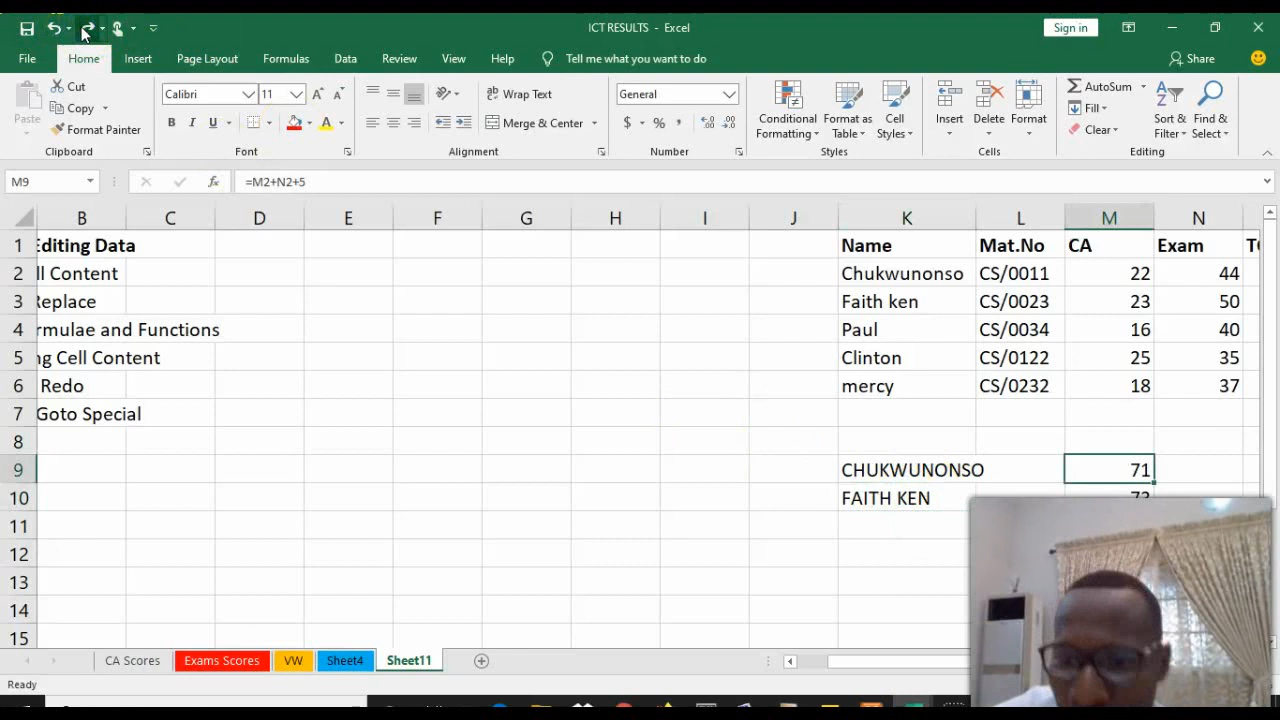 ICT RESULTS - Excel
Sign in
File Home Insert Page Layout Formulas Data Review View Help Tell me what you want to do Share
Paste
Cut
Copy
Format Painter
Clipboard
Calibri 11 A A
B I U A A
Font
Wrap Text
Merge & Center
Alignment
General
$ %
Number
Conditional Formatting
Format as Table
Cell Styles
Styles
Insert Delete Format
Cells
AutoSum
Fill
Clear
Sort & Filter
Find & Select
Editing
M9 fx =M2+N2+5
B C D E F G H I J K L M N
1 Editing Data Name Mat.No CA Exam
2 ll Content Chukwunonso CS/0011 22 44
3 Replace Faith ken CS/0023 23 50
4 rmulae and Functions Paul CS/0034 16 40
5 ng Cell Content Clinton CS/0122 25 35
6 Redo mercy CS/0232 18 37
7 Goto Special
8
9 CHUKWUNONSO 71
10 FAITH KEN
11
12
13
14
15
CA Scores Exams Scores VW Sheet4 Sheet11
Ready